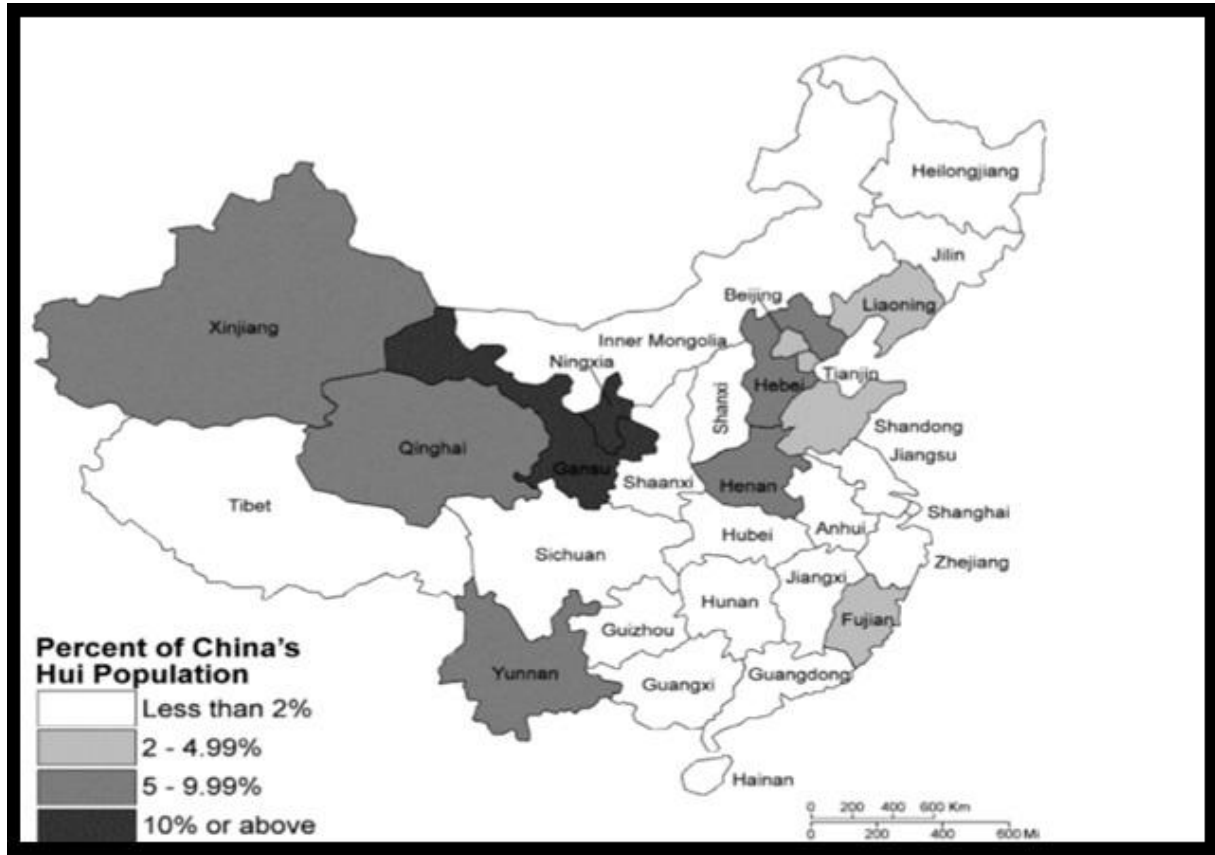 Heilongjiang
Jilin
Beijing
Liaoning
Xinjiang
Inner Mongolia
Ningxia
Tianjin
Hebei
Shanxi
Shandong
Qinghai
Jiangsu
Gansu
Shaanxi
Henan
Tibet
Shanghai
Anhui
Hubei
Sichuan
Zhejiang
Jiangxi
Hunan
Fujian
Guizhou
Yunnan
Guangdong
Guangxi
Hainan
Percent of China's
Hui Population
Less than 2%
2 - 4.99%
5 - 9.99%
10% or above
0 200 400 600 Km
0 200 400 600 Mi